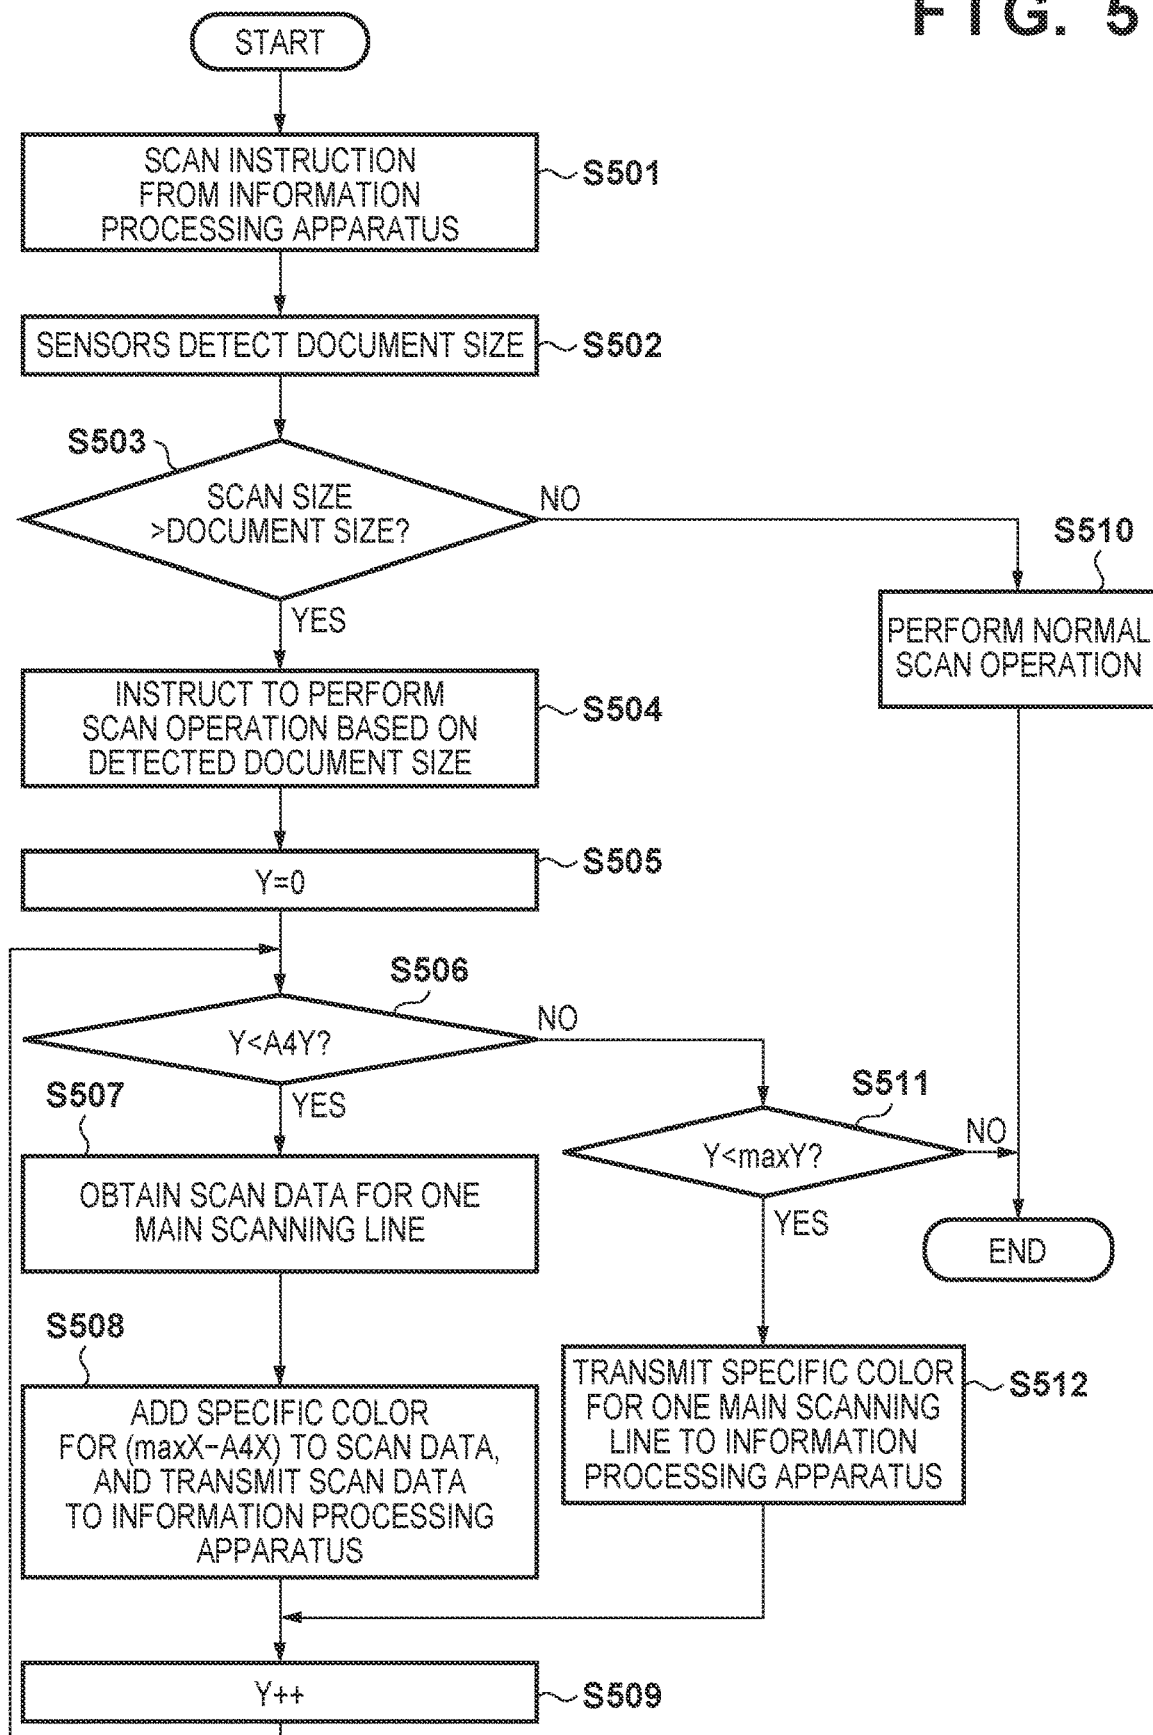 FIG. 5
START
SCAN INSTRUCTION
FROM INFORMATION
PROCESSING APPARATUS
S501
SENSORS DETECT DOCUMENT SIZE
S502
S503
SCAN SIZE
>DOCUMENT SIZE?
NO
YES
S510
PERFORM NORMAL
SCAN OPERATION
INSTRUCT TO PERFORM
SCAN OPERATION BASED ON
DETECTED DOCUMENT SIZE
S504
Y=0
S505
S506
Y<A4Y?
NO
YES
S511
Y<maxY?
NO
YES
END
S507
OBTAIN SCAN DATA FOR ONE
MAIN SCANNING LINE
S508
ADD SPECIFIC COLOR
FOR (maxX-A4X) TO SCAN DATA,
AND TRANSMIT SCAN DATA
TO INFORMATION PROCESSING
APPARATUS
TRANSMIT SPECIFIC COLOR
FOR ONE MAIN SCANNING
LINE TO INFORMATION
PROCESSING APPARATUS
S512
Y++
S509